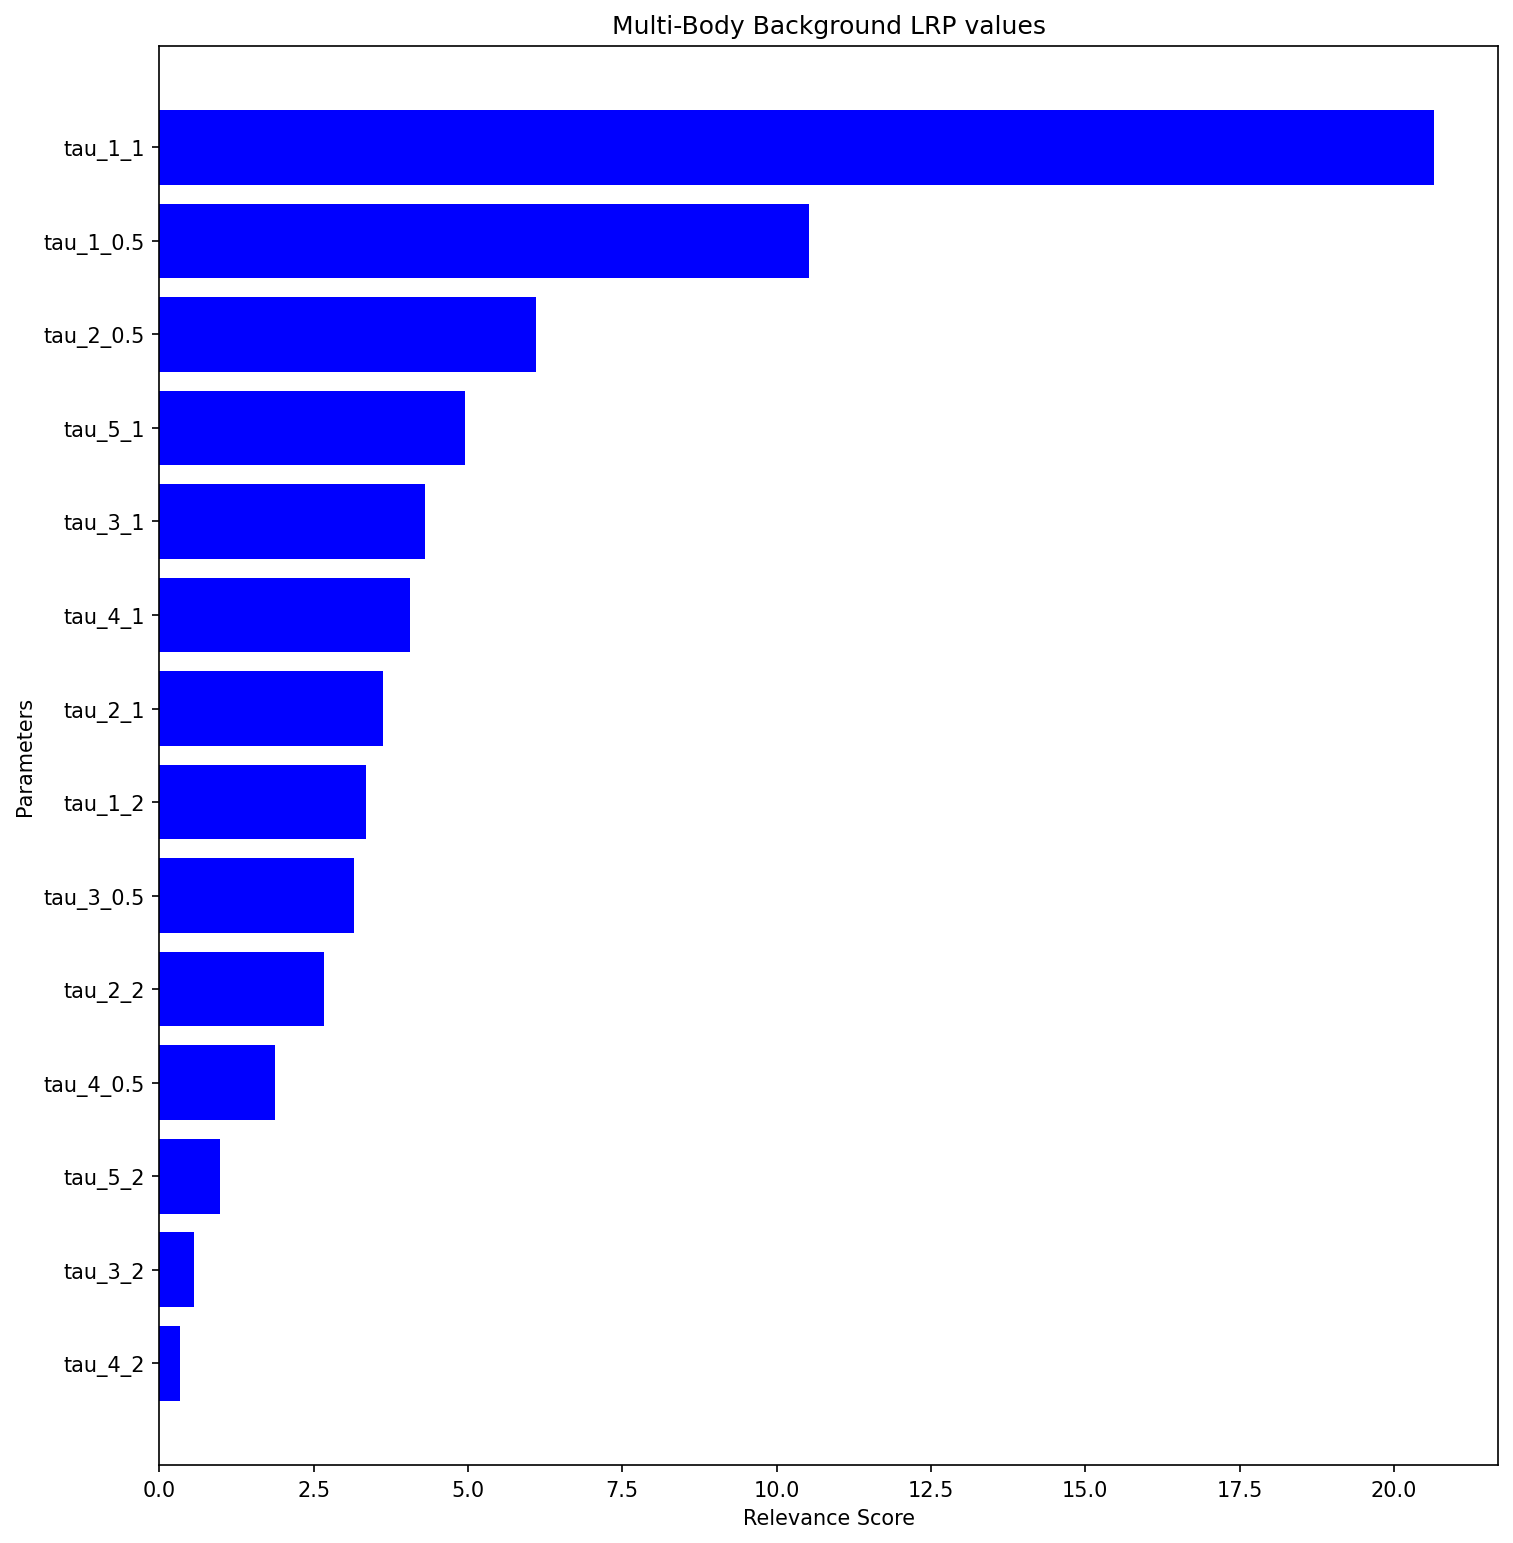 Multi-Body Background LRP values
tau_1_1
tau_1_0.5
tau_2_0.5
tau_5_1
tau_3_1
tau_4_1
tau_2_1
tau_1_2
tau_3_0.5
tau_2_2
tau_4_0.5
tau_5_2
tau_3_2
tau_4_2
Parameters
0.0 2.5 5.0 7.5 10.0 12.5 15.0 17.5 20.0
Relevance Score